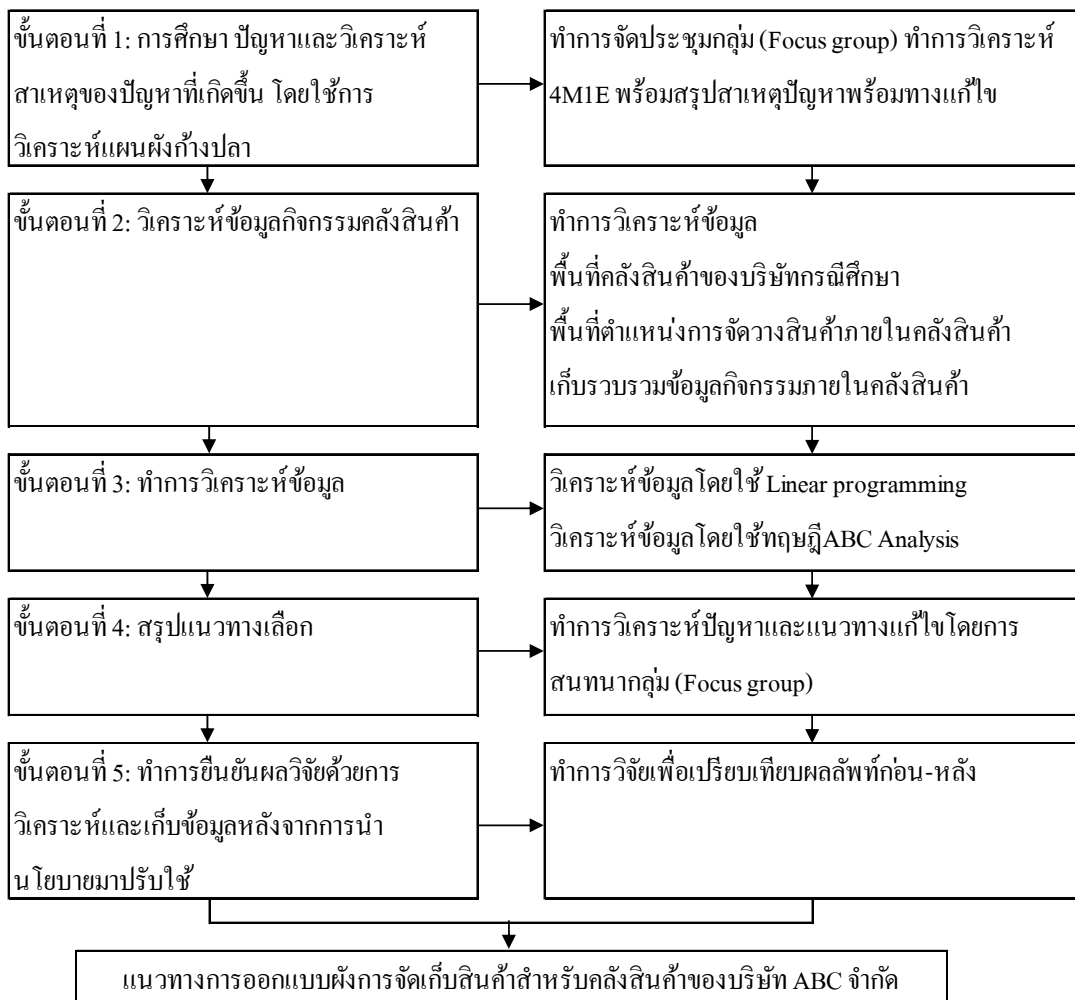 ขั้นตอนที่ 1: การศึกษา ปัญหาและวิเคราะห์
สาเหตุของปัญหาที่เกิดขึ้น โดยใช้การ
วิเคราะห์แผนผังก้างปลา
ทำการจัดประชุมกลุ่ม (Focus group) ทำการวิเคราะห์
4M1E พร้อมสรุปสาเหตุปัญหาพร้อมทางแก้ไข
ขั้นตอนที่ 2: วิเคราะห์ข้อมูลกิจกรรมคลังสินค้า
ทำการวิเคราะห์ข้อมูล
พื้นที่คลังสินค้าของบริษัทกรณีศึกษา
พื้นที่ตำแหน่งการจัดวางสินค้าภายในคลังสินค้า
เก็บรวบรวมข้อมูลกิจกรรมภายในคลังสินค้า
ขั้นตอนที่ 3: ทำการวิเคราะห์ข้อมูล
วิเคราะห์ข้อมูลโดยใช้ Linear programming
วิเคราะห์ข้อมูลโดยใช้ทฤษฎีABC Analysis
ขั้นตอนที่ 4: สรุปแนวทางเลือก
ทำการวิเคราะห์ปัญหาและแนวทางแก้ไขโดยการ
สนทนากลุ่ม (Focus group)
ขั้นตอนที่ 5: ทำการยืนยันผลวิจัยด้วยการ
วิเคราะห์และเก็บข้อมูลหลังจากการนำ
นโยบายมาปรับใช้
ทำการวิจัยเพื่อเปรียบเทียบผลลัพท์ก่อน-หลัง
แนวทางการออกแบบผังการจัดเก็บสินค้าสำหรับคลังสินค้าของบริษัท ABC จำกัด